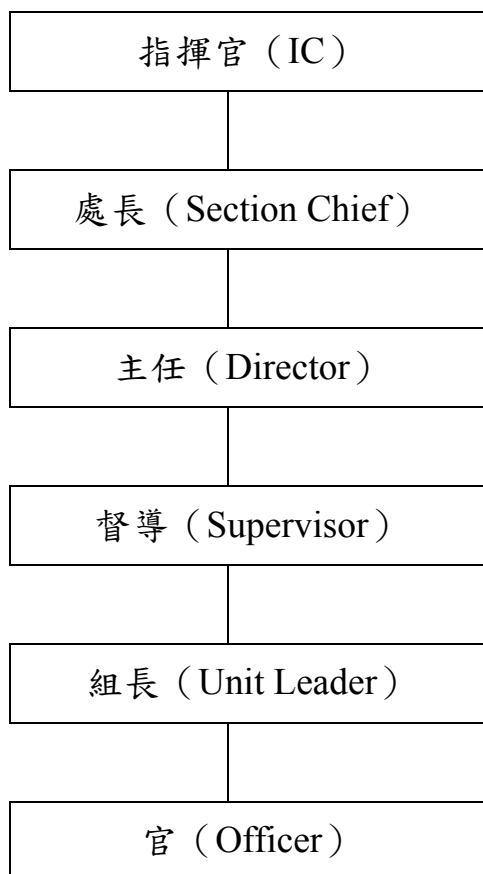 指揮官（IC）
處長（Section Chief）
主任（Director）
督導（Supervisor）
組長（Unit Leader）
官（Officer）